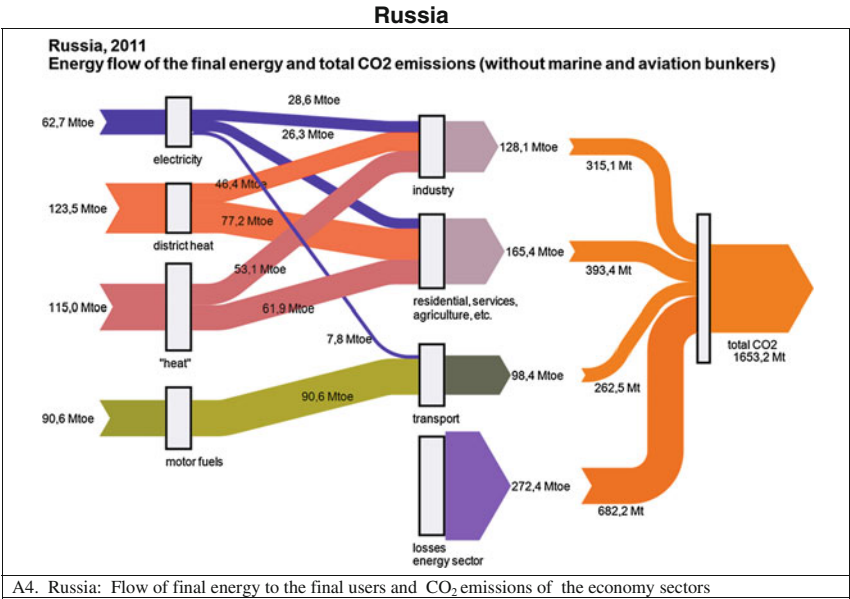 Russia
Russia, 2011
Energy flow of the final energy and total CO2 emissions (without marine and aviation bunkers)
62,7 Mtoe
electricity
123,5 Mtoe
district heat
115,0 Mtoe
"heat"
90,6 Mtoe
motor fuels
28,6 Mtoe
26,3 Mtoe
46,4 Mtoe
77,2 Mtoe
53,1 Mtoe
61,9 Mtoe
7,8 Mtoe
90,6 Mtoe
industry
128,1 Mtoe
residential, services,
agriculture, etc.
165,4 Mtoe
transport
98,4 Mtoe
losses
energy sector
272,4 Mtoe
315,1 Mt
393,4 Mt
262,5 Mt
682,2 Mt
total CO2
1653,2 Mt
A4. Russia: Flow of final energy to the final users and CO₂ emissions of the economy sectors